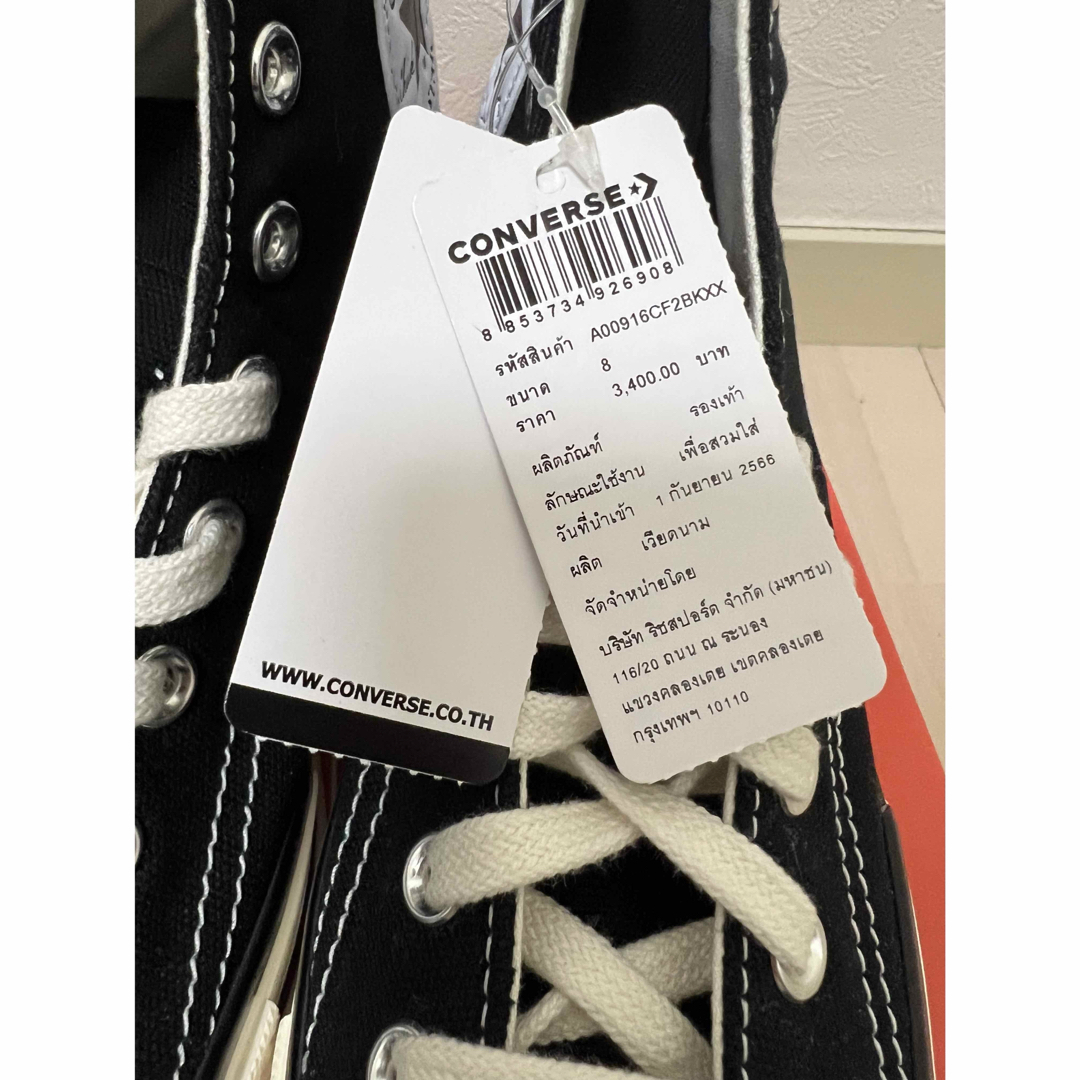 CONVERSE
8 853734 926908
รหัสสินค้า A00916CF2BKXX
ขนาด 8
ราคา 3,400.00 บาท
ผลิตภัณฑ์ รองเท้า
ลักษณะใช้งาน เพื่อสวมใส่
วันที่นำเข้า 1 กันยายน 2566
ผลิต เวียดนาม
จัดจำหน่ายโดย
บริษัท ริชสปอร์ต จำกัด (มหาชน)
116/20 ถนน ณ ระนอง
แขวงคลองเตย เขตคลองเตย
กรุงเทพฯ 10110
WWW.CONVERSE.CO.TH